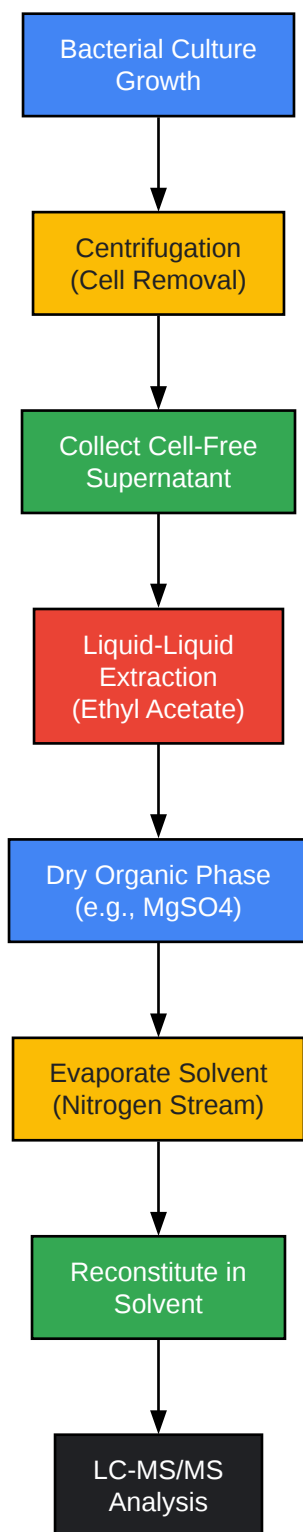 Bacterial Culture
Growth
Centrifugation
(Cell Removal)
Collect Cell-Free
Supernatant
Liquid-Liquid
Extraction
(Ethyl Acetate)
Dry Organic Phase
(e.g., MgSO4)
Evaporate Solvent
(Nitrogen Stream)
Reconstitute in
Solvent
LC-MS/MS
Analysis